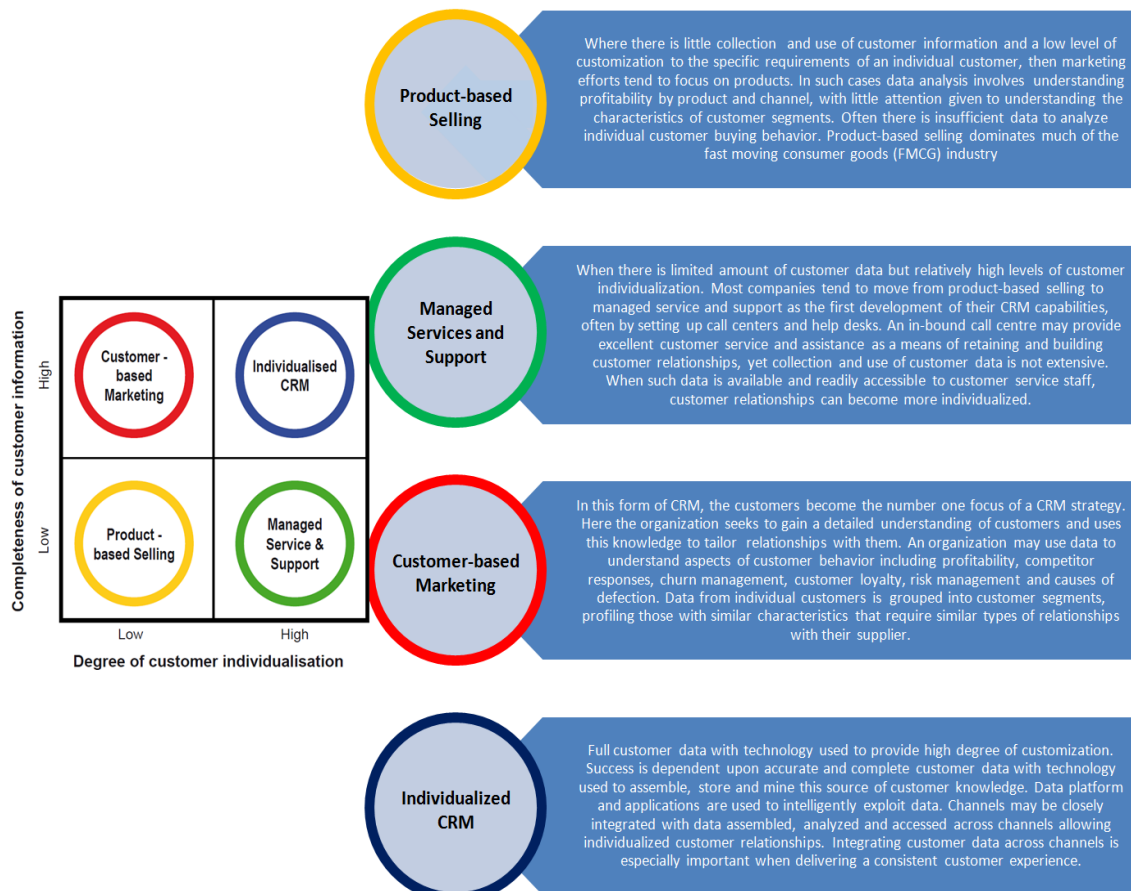 Product-based
Selling
Where there is little collection and use of customer information and a low level of
customization to the specific requirements of an individual customer, then marketing
efforts tend to focus on products. In such cases data analysis involves understanding
profitability by product and channel, with little attention given to understanding the
characteristics of customer segments. Often there is insufficient data to analyze
individual customer buying behavior. Product-based selling dominates much of the
fast moving consumer goods (FMCG) industry
Managed
Services and
Support
When there is limited amount of customer data but relatively high levels of customer
individualization. Most companies tend to move from product-based selling to
managed service and support as the first development of their CRM capabilities,
often by setting up call centers and help desks. An in-bound call centre may provide
excellent customer service and assistance as a means of retaining and building
customer relationships, yet collection and use of customer data is not extensive.
When such data is available and readily accessible to customer service staff,
customer relationships can become more individualized.
Completeness of customer information
High
Low
Customer -
based
Marketing
Individualised
CRM
Product -
based Selling
Managed
Service &
Support
Low
High
Degree of customer individualisation
Customer-based
Marketing
In this form of CRM, the customers become the number one focus of a CRM strategy.
Here the organization seeks to gain a detailed understanding of customers and uses
this knowledge to tailor relationships with them. An organization may use data to
understand aspects of customer behavior including profitability, competitor
responses, churn management, customer loyalty, risk management and causes of
defection. Data from individual customers is grouped into customer segments,
profiling those with similar characteristics that require similar types of relationships
with their supplier.
Individualized
CRM
Full customer data with technology used to provide high degree of customization.
Success is dependent upon accurate and complete customer data with technology
used to assemble, store and mine this source of customer knowledge. Data platform
and applications are used to intelligently exploit data. Channels may be closely
integrated with data assembled, analyzed and accessed across channels allowing
individualized customer relationships. Integrating customer data across channels is
especially important when delivering a consistent customer experience.